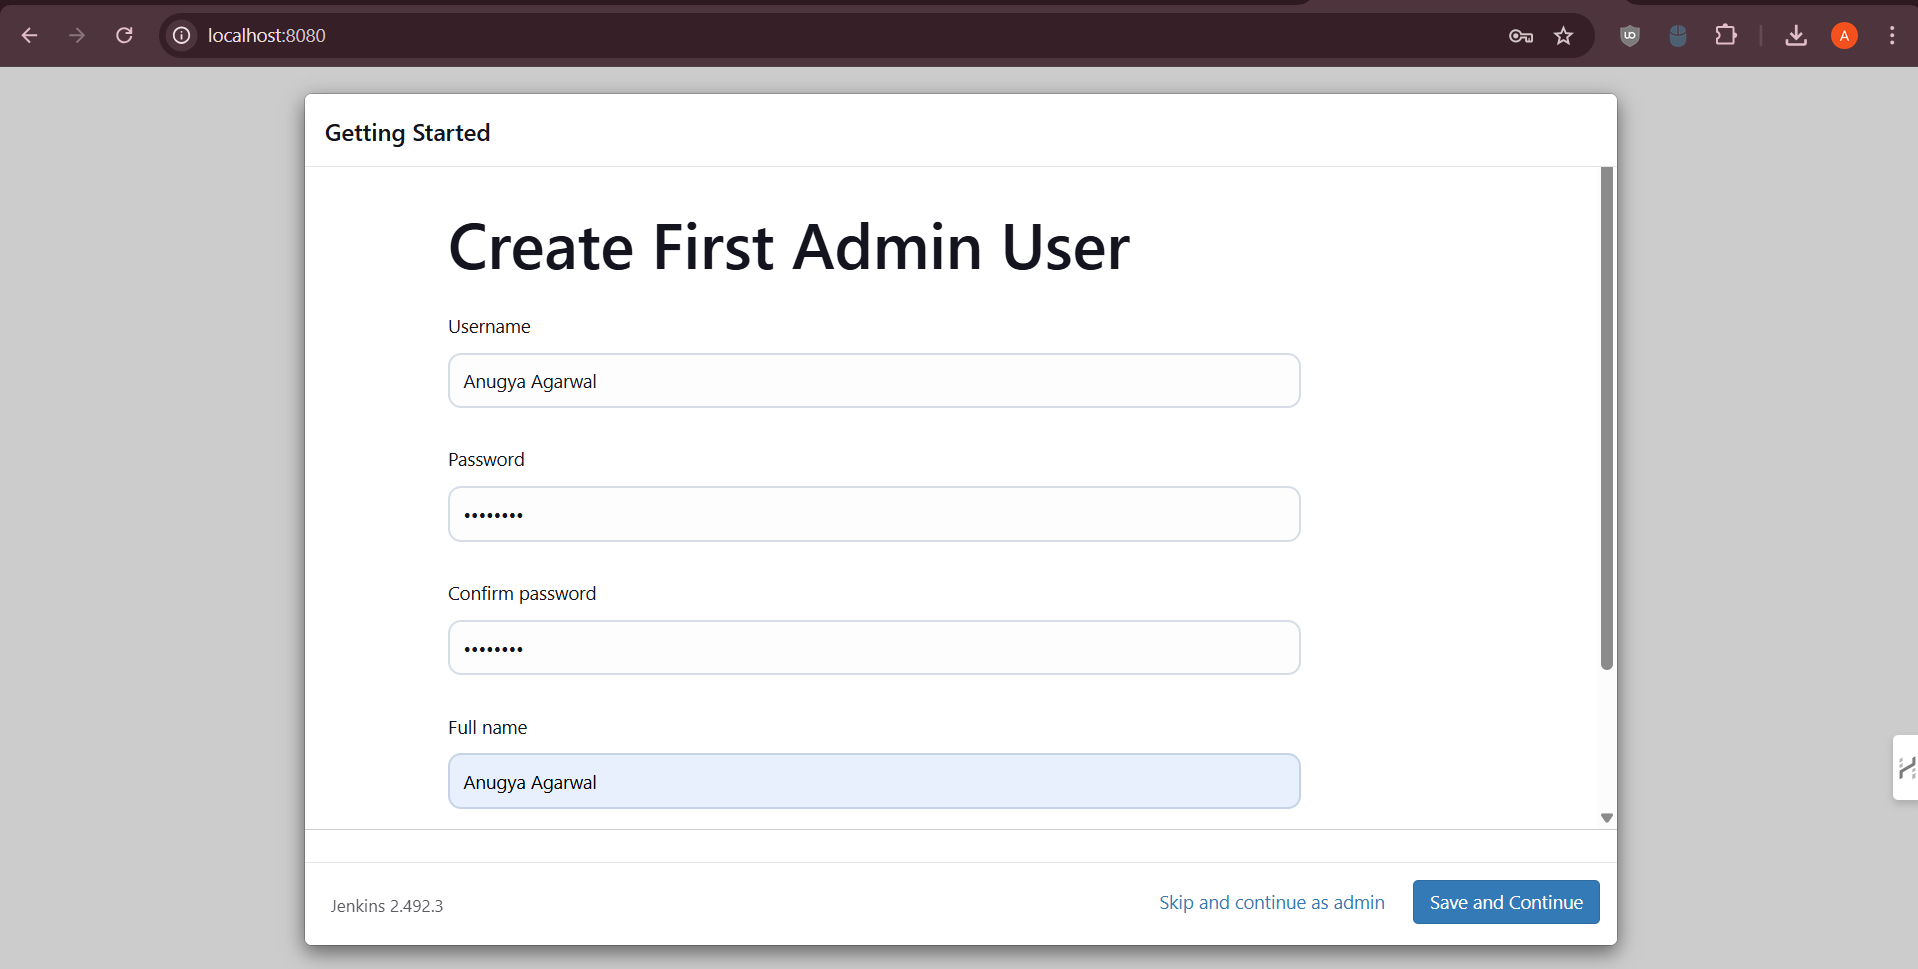 localhost:8080
UD
A
Getting Started
Create First Admin User
Username
Anugya Agarwal
Password
••••••••
Confirm password
••••••••
Full name
Anugya Agarwal
Jenkins 2.492.3
Skip and continue as admin
Save and Continue